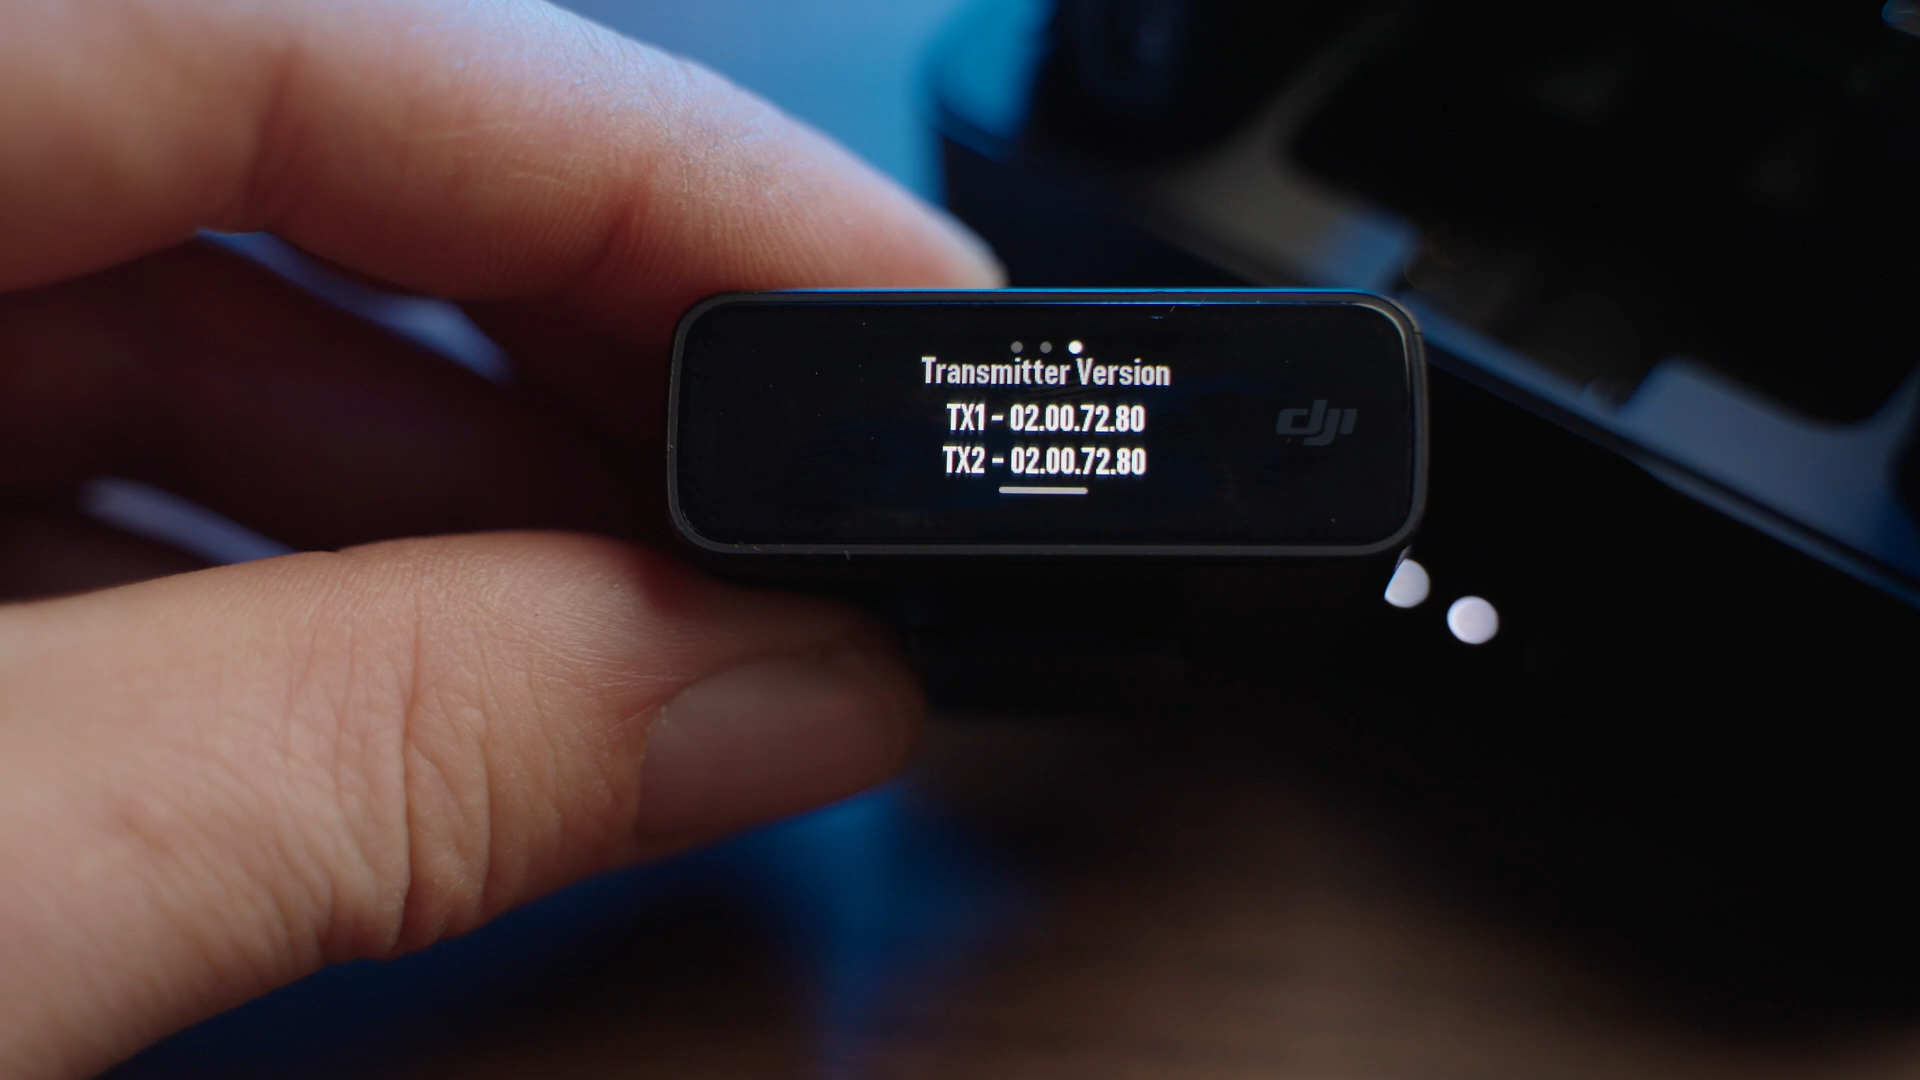 Transmitter Version
TX1 - 02.00.72.80
TX2 - 02.00.72.80
dji